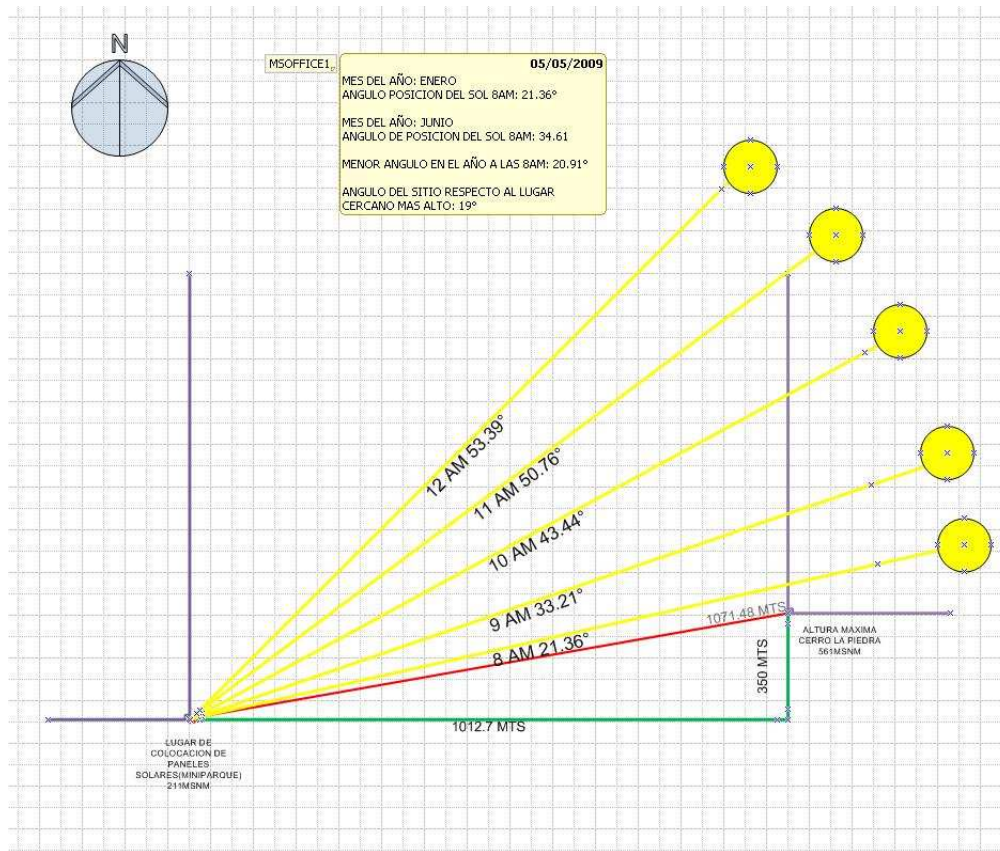 N
MSOFFICE1,
05/05/2009
MES DEL AÑO: ENERO
ANGULO POSICION DEL SOL 8AM: 21.36°
MES DEL AÑO: JUNIO
ANGULO DE POSICION DEL SOL 8AM: 34.61
MENOR ANGULO EN EL AÑO A LAS 8AM: 20.91°
ANGULO DEL SITIO RESPECTO AL LUGAR
CERCANO MAS ALTO: 19°
12 AM 53.39°
11 AM 50.76°
10 AM 43.44°
9 AM 33.21°
8 AM 21.36°
1071.48 MTS
ALTURA MAXIMA
CERRO LA PIEDRA
561MSNM
350 MTS
1012.7 MTS
LUGAR DE
COLOCACION DE
PANELES
SOLARES(MINIPARQUE)
211MSNM